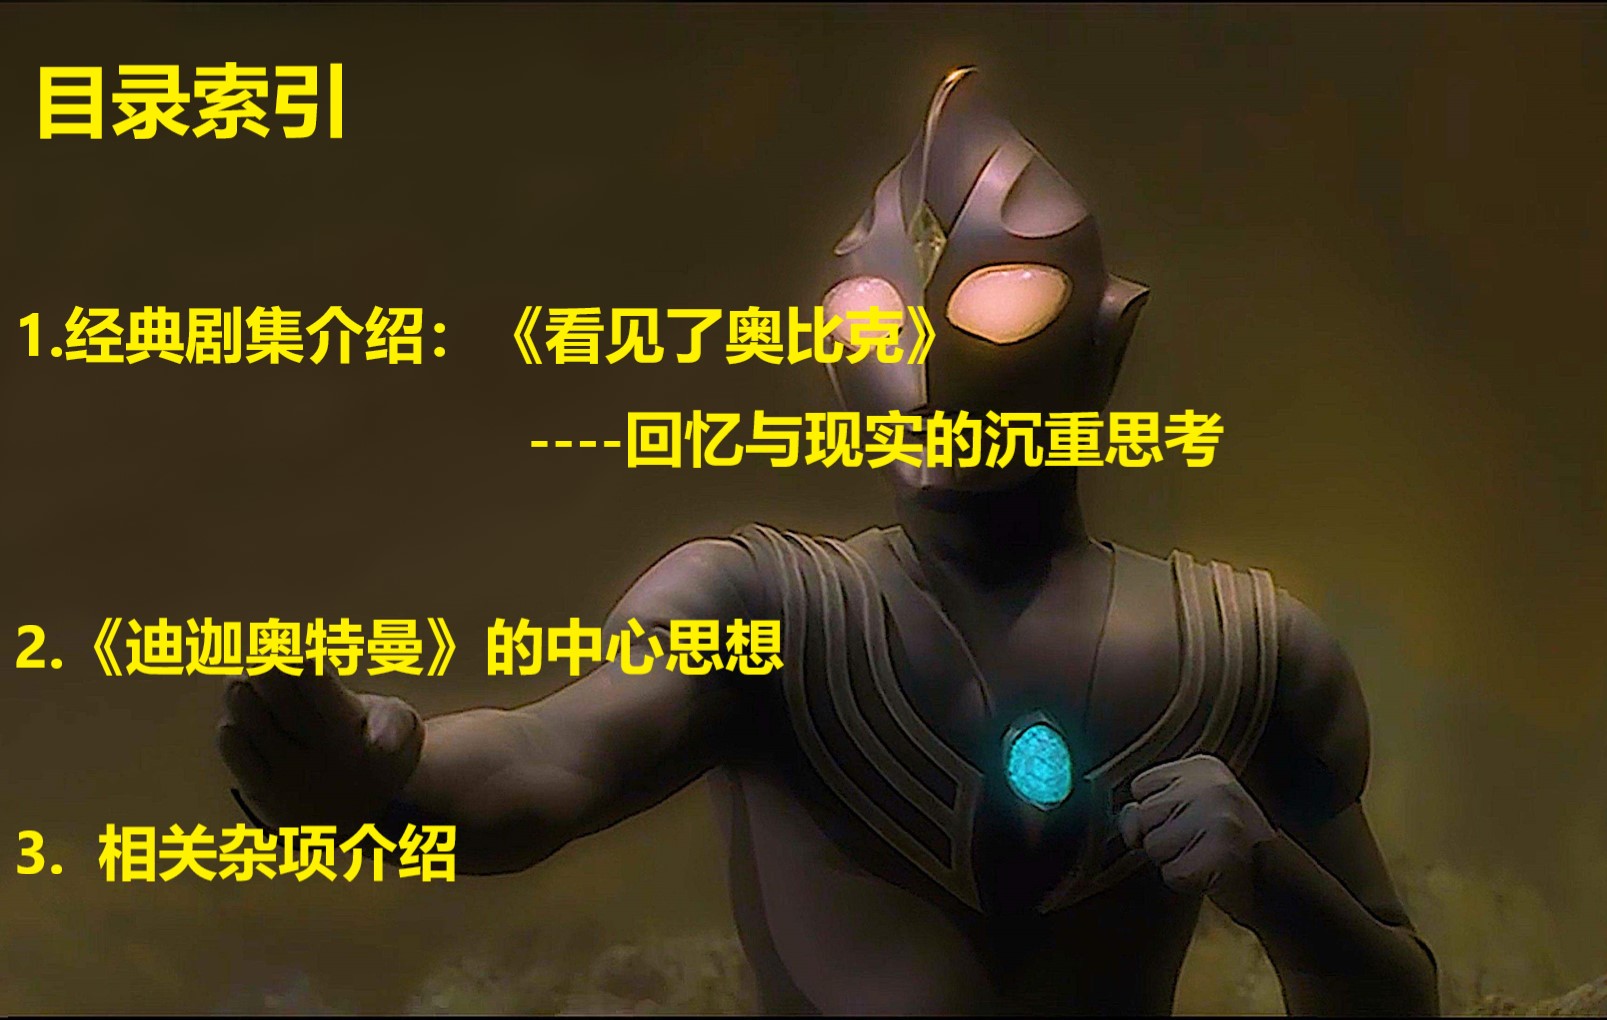 目录索引
1.经典剧集介绍：《看见了奥比克》
----回忆与现实的沉重思考
2.《迪迦奥特曼》的中心思想
3. 相关杂项介绍